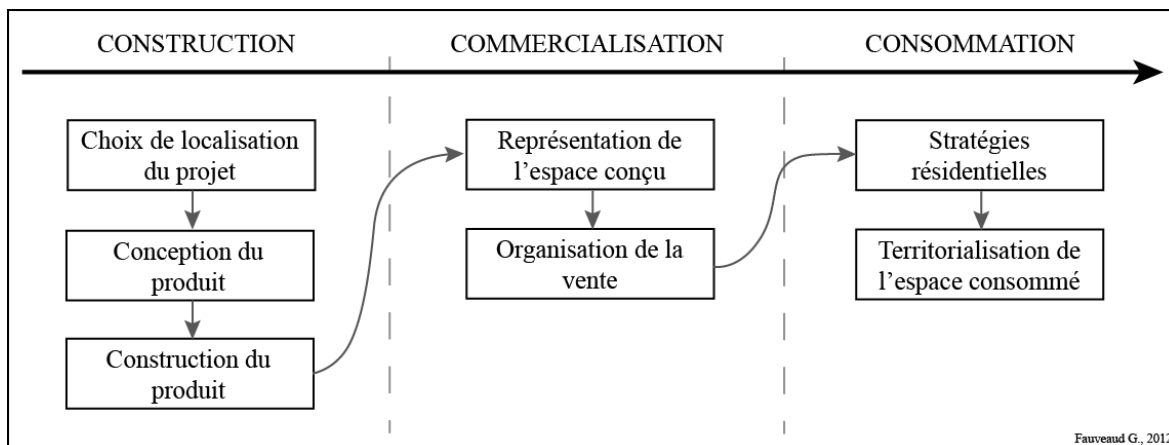 CONSTRUCTION
COMMERCIALISATION
CONSOMMATION
Choix de localisation
du projet
Conception du
produit
Construction du
produit
Représentation de
l’espace conçu
Organisation de la
vente
Stratégies
résidentielles
Territorialisation de
l’espace consommé
Fauveaud G., 2012